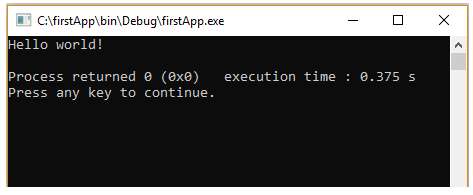 C:\firstApp\bin\Debug\firstApp.exe
Hello world!
Process returned 0 (0x0)   execution time : 0.375 s
Press any key to continue.